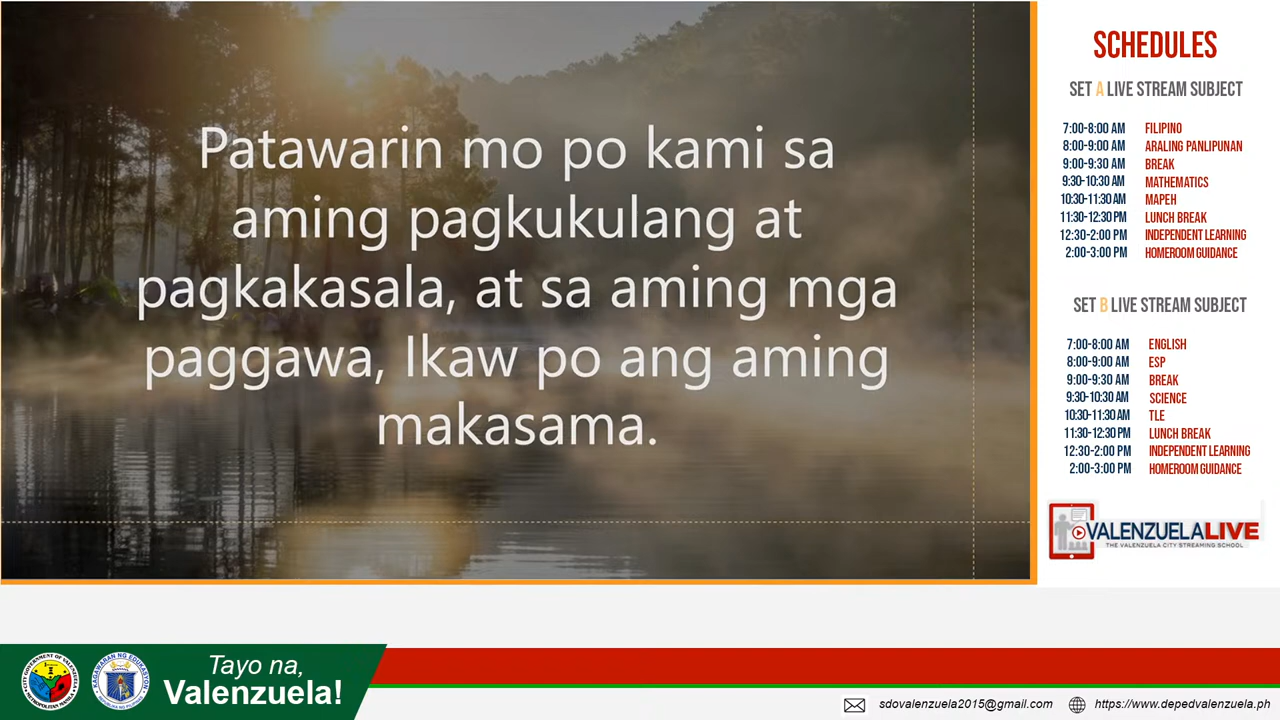 Patawarin mo po kami sa
aming pagkukulang at
pagkakasala, at sa aming mga
paggawa, Ikaw po ang aming
makasama.
SCHEDULES
SET A LIVE STREAM SUBJECT
7:00-8:00 AM FILIPINO
8:00-9:00 AM ARALING PANLIPUNAN
9:00-9:30 AM BREAK
9:30-10:30 AM MATHEMATICS
10:30-11:30 AM MAPEH
11:30-12:30 PM LUNCH BREAK
12:30-2:00 PM INDEPENDENT LEARNING
2:00-3:00 PM HOMEROOM GUIDANCE
SET B LIVE STREAM SUBJECT
7:00-8:00 AM ENGLISH
8:00-9:00 AM ESP
9:00-9:30 AM BREAK
9:30-10:30 AM SCIENCE
10:30-11:30 AM TLE
11:30-12:30 PM LUNCH BREAK
12:30-2:00 PM INDEPENDENT LEARNING
2:00-3:00 PM HOMEROOM GUIDANCE
VALENZUELALIVE
THE VALENZUELA CITY STREAMING SCHOOL
Tayo na,
Valenzuela!
sdovalenzuela2015@gmail.com
https://www.depedvalenzuela.ph